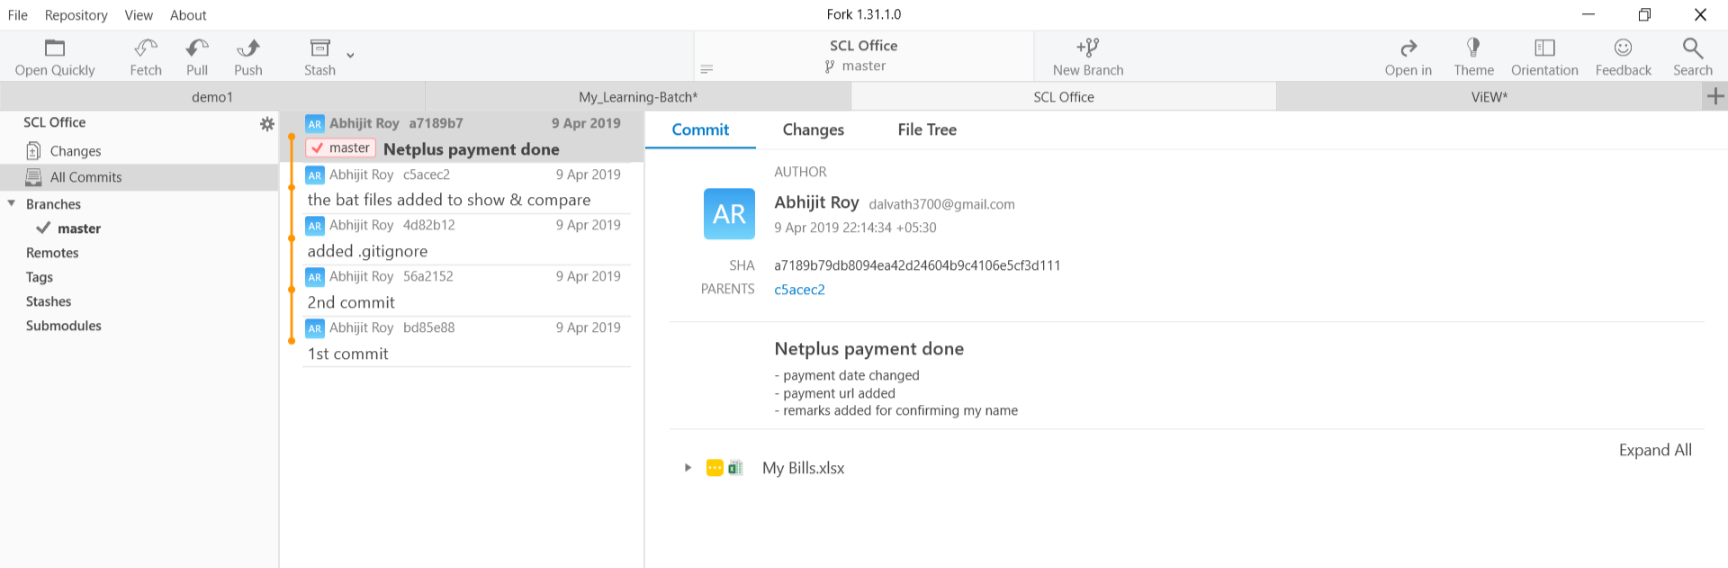 File Repository View About Fork 1.31.1.0
Open Quickly Fetch Pull Push Stash
SCL Office
master
New Branch Open in Theme Orientation Feedback Search
demo1 My_Learning-Batch* SCL Office ViEW*
SCL Office
Changes
All Commits
Branches
master
Remotes
Tags
Stashes
Submodules
AR Abhijit Roy a7189b7 9 Apr 2019
master Netplus payment done
AR Abhijit Roy c5acec2 9 Apr 2019
the bat files added to show & compare
AR Abhijit Roy 4d82b12 9 Apr 2019
added .gitignore
AR Abhijit Roy 56a2152 9 Apr 2019
2nd commit
AR Abhijit Roy bd85e88 9 Apr 2019
1st commit
Commit Changes File Tree
AUTHOR
AR
Abhijit Roy dalvath3700@gmail.com
9 Apr 2019 22:14:34 +05:30
SHA a7189b79db8094ea42d24604b9c4106e5cf3d111
PARENTS c5acec2
Netplus payment done
- payment date changed
- payment url added
- remarks added for confirming my name
Expand All
My Bills.xlsx